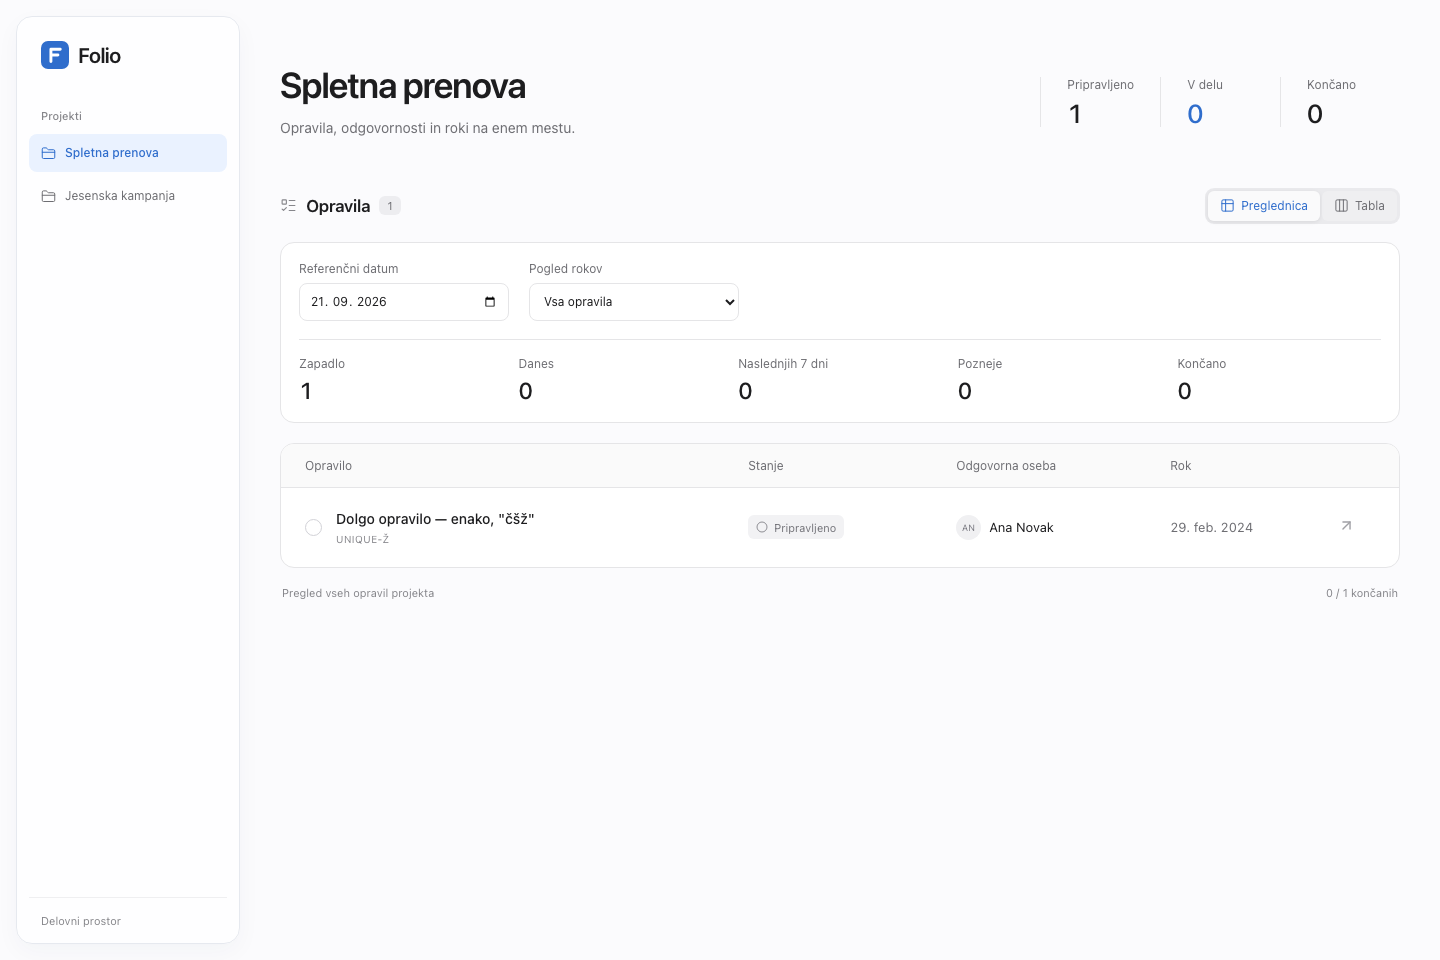 Folio
Projekti
Spletna prenova
Jesenska kampanja
Delovni prostor
Spletna prenova
Opravila, odgovornosti in roki na enem mestu.
Pripravljeno
1
V delu
0
Končano
0
Opravila 1
Preglednica
Tabla
Referenčni datum
21. 09. 2026
Pogled rokov
Vsa opravila
Zapadlo
1
Danes
0
Naslednjih 7 dni
0
Pozneje
0
Končano
0
Opravilo Stanje Odgovorna oseba Rok
Dolgo opravilo — enako, "čšž"
UNIQUE-Ž
Pripravljeno
AN Ana Novak
29. feb. 2024
Pregled vseh opravil projekta
0 / 1 končanih